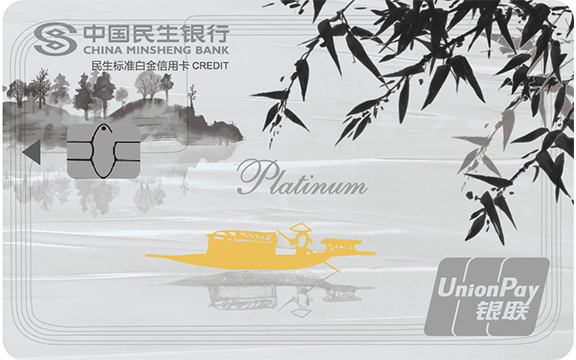 中国民生银行
CHINA MINSHENG BANK
民生标准白金信用卡 CREDIT
Platinum
UnionPay
银联